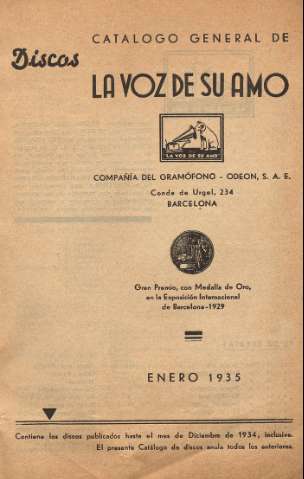 CATALOGO GENERAL DE
Discos
LA VOZ DE SU AMO
"LA VOZ DE SU AMO"
COMPAÑÍA DEL GRAMÓFONO - ODEON, S. A. E.
Conde de Urgel, 234
BARCELONA
Gran Premio, con Medalla de Oro,
en la Exposición Internacional
de Barcelona-1929
ENERO 1935
Contiene los discos publicados hasta el mes de Diciembre de 1934, inclusive.
El presente Catálogo de discos anula todos los anteriores.